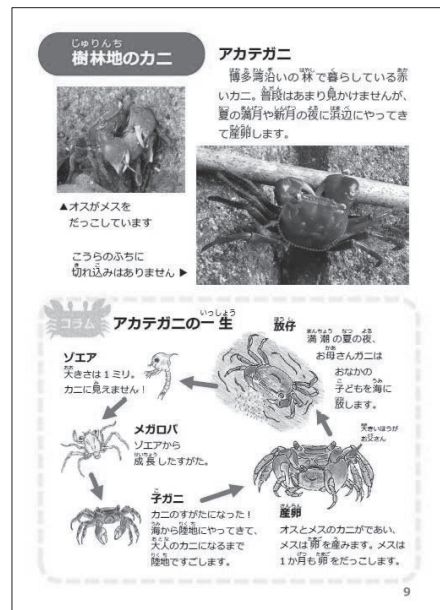 じゅりんち
樹林地のカニ
アカテガニ
博多湾沿いの林で暮らしている赤
いカニ。普段はあまり見かけませんが、
夏の満月や新月の夜に浜辺にやってき
て産卵します。
▲オスがメスを
だっこしています
こうらのふちに
切れ込みはありません ▶
コラム
アカテガニの一生
いっしょう
ゾエア
大きさは1ミリ。
カニに見えません!
メガロパ
ゾエアから
成長したすがた。
子ガニ
カニのすがたになった!
海から陸地にやってきて、
大人のカニになるまで
陸地ですごします。
放仔
満潮の夏の夜、
お母さんガニは
おなかの
子どもを海に
放します。
大きいほうが
お父さん
産卵
オスとメスのカニがであい、
メスは卵を産みます。メスは
1か月も卵をだっこします。
9